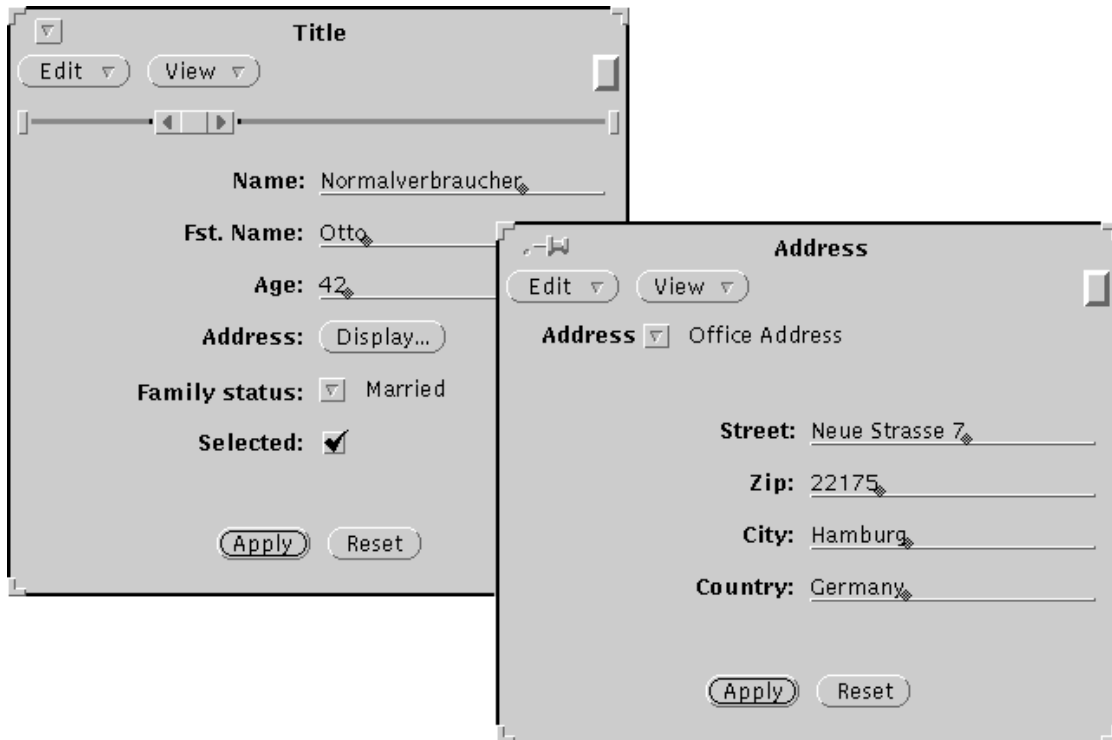 Title
Edit View
Name: Normalverbraucher
Fst. Name: Otto
Age: 42
Address: Display...
Family status: Married
Selected:
Apply Reset
Address
Edit View
Address Office Address
Street: Neue Strasse 7
Zip: 22175
City: Hamburg
Country: Germany
Apply Reset